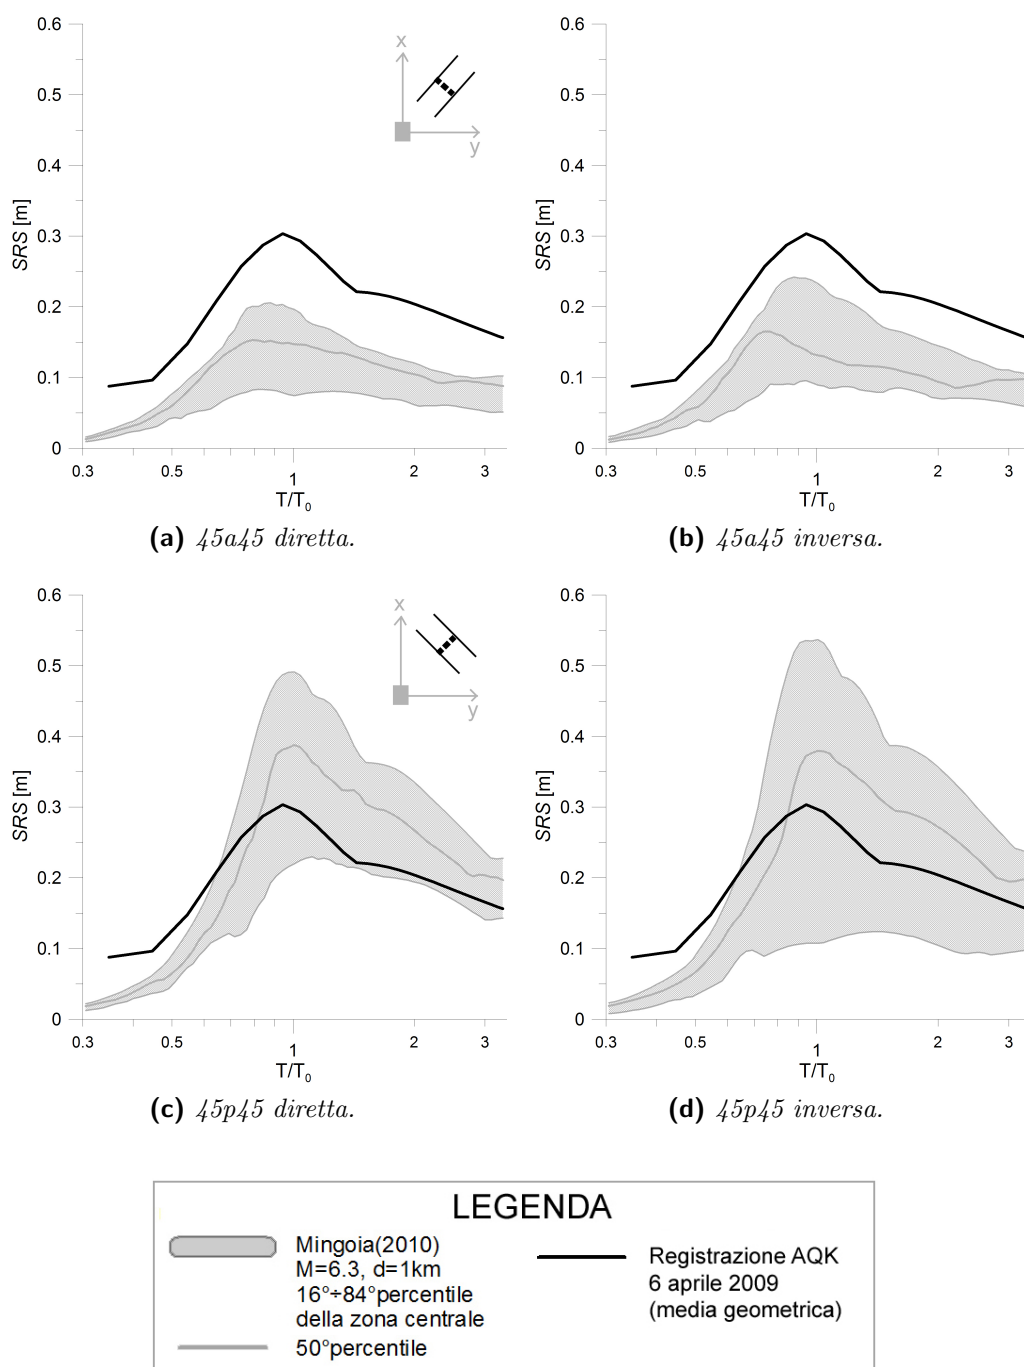 0.6
0.5
0.4
0.3
0.2
0.1
0
SRS [m]
0.3 0.5 1 2 3
T/T0
x
y
(a) 45a45 diretta.
0.6
0.5
0.4
0.3
0.2
0.1
0
SRS [m]
0.3 0.5 1 2 3
T/T0
(b) 45a45 inversa.
0.6
0.5
0.4
0.3
0.2
0.1
0
SRS [m]
0.3 0.5 1 2 3
T/T0
x
y
(c) 45p45 diretta.
0.6
0.5
0.4
0.3
0.2
0.1
0
SRS [m]
0.3 0.5 1 2 3
T/T0
(d) 45p45 inversa.
LEGENDA
Mingoia(2010)
M=6.3, d=1km
16°÷84°percentile
della zona centrale
50°percentile
Registrazione AQK
6 aprile 2009
(media geometrica)